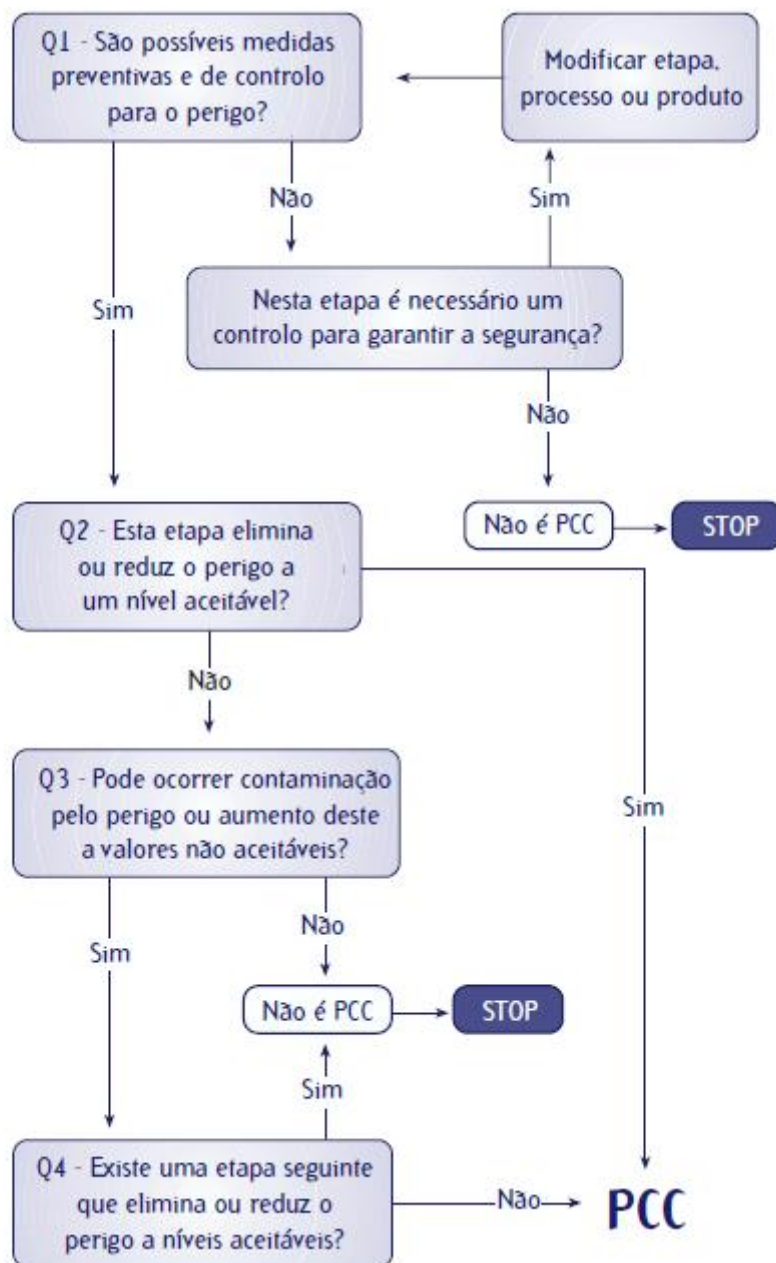 Q1 - São possíveis medidas
preventivas e de controlo
para o perigo?
Modificar etapa,
processo ou produto
Não
Sim
Sim
Nesta etapa é necessário um
controlo para garantir a segurança?
Não
Não é PCC
STOP
Q2 - Esta etapa elimina
ou reduz o perigo a
um nível aceitável?
Não
Q3 - Pode ocorrer contaminação
pelo perigo ou aumento deste
a valores não aceitáveis?
Sim
Sim
Não
Não é PCC
STOP
Sim
Q4 - Existe uma etapa seguinte
que elimina ou reduz o
perigo a níveis aceitáveis?
Não
PCC